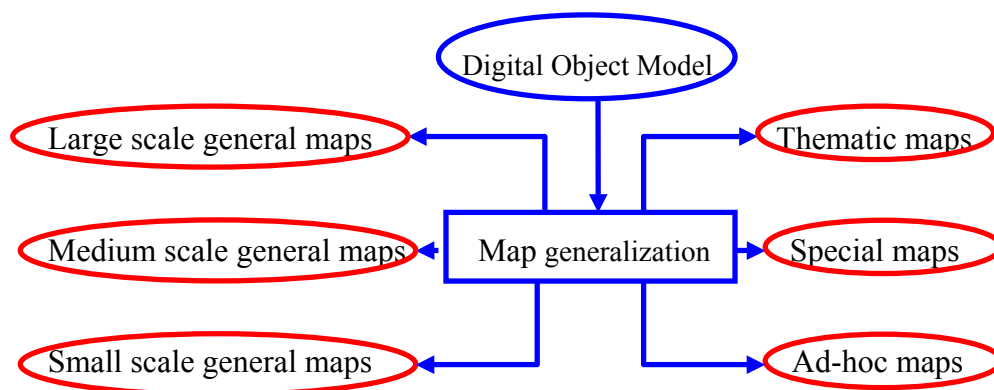 Digital Object Model
Large scale general maps
Thematic maps
Medium scale general maps
Map generalization
Special maps
Small scale general maps
Ad-hoc maps